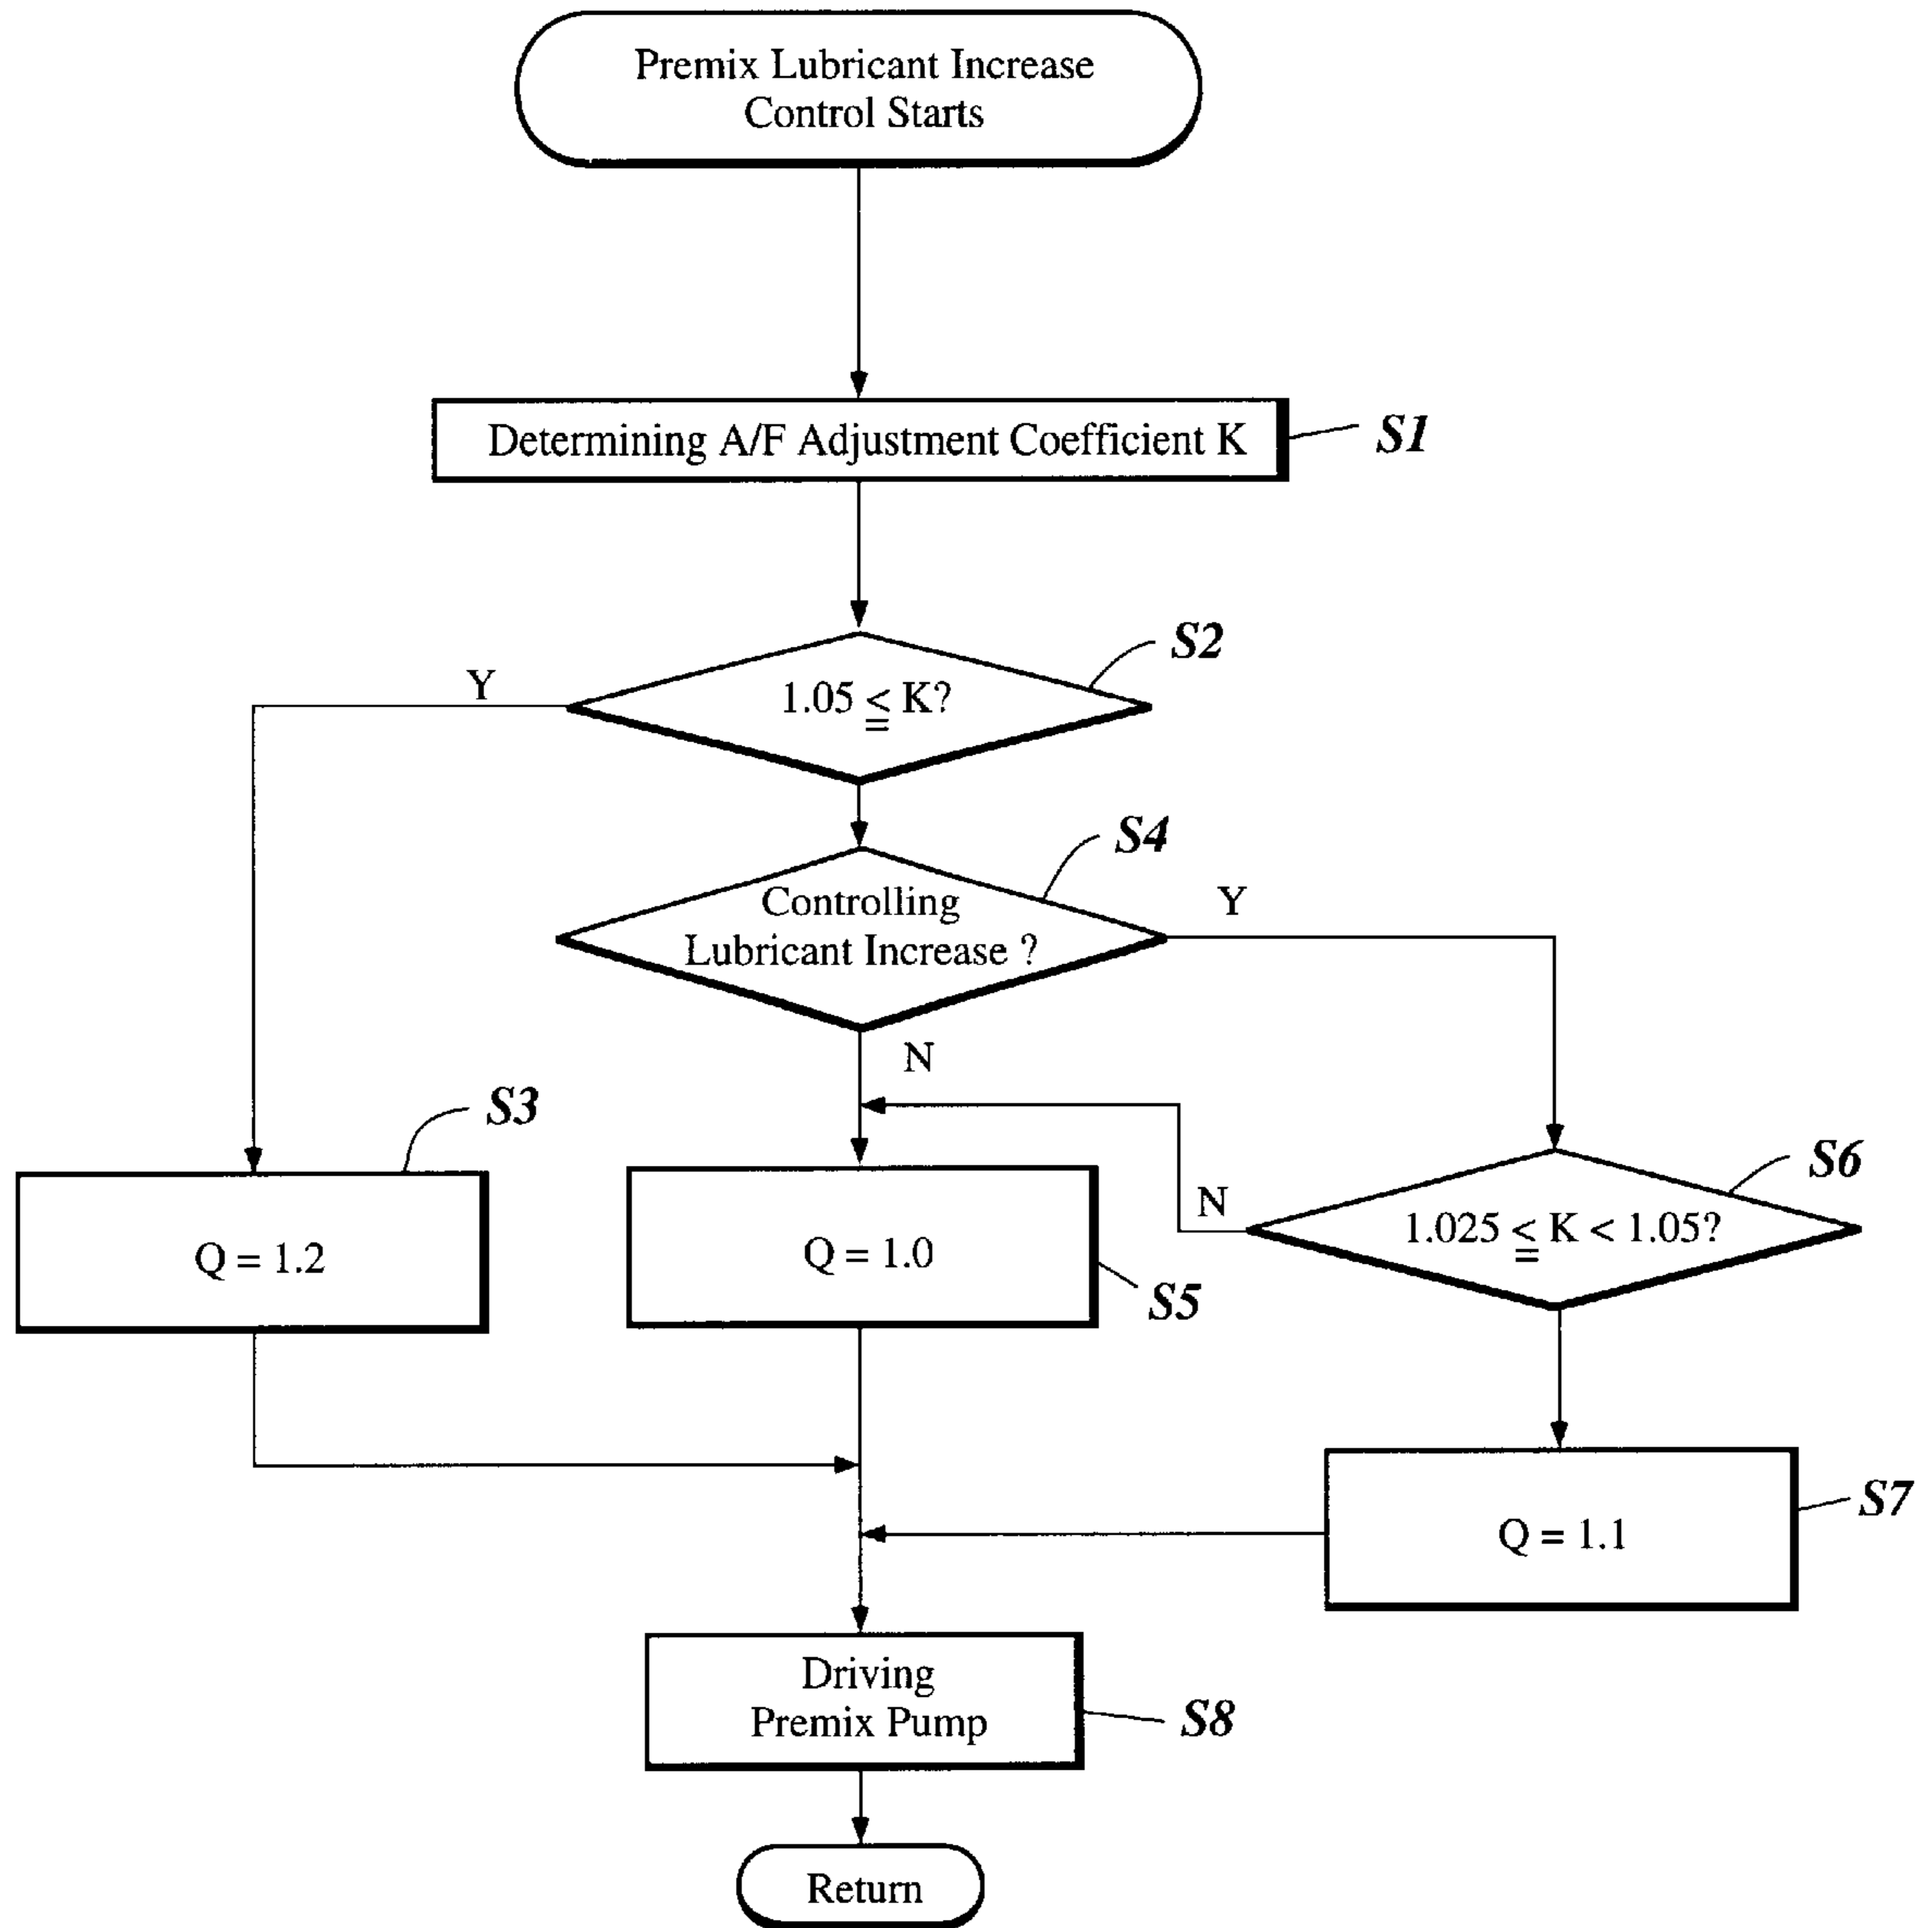 Premix Lubricant Increase
Control Starts
Determining A/F Adjustment Coefficient K
S1
S2
Y
1.05 ≦ K?
S4
Controlling
Lubricant Increase ?
Y
N
S3
S6
N
1.025 ≦ K < 1.05?
Q = 1.2
Q = 1.0
S5
S7
Q = 1.1
Driving
Premix Pump
S8
Return